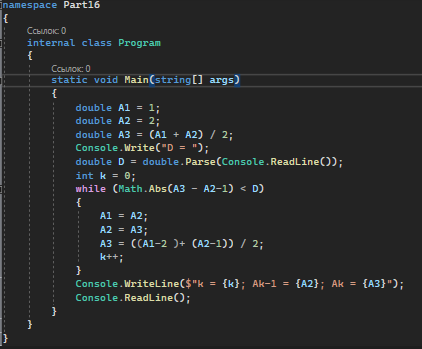 namespace Part16
{
Ссылок: 0
internal class Program
{
Ссылок: 0
static void Main(string[] args)
{
double A1 = 1;
double A2 = 2;
double A3 = (A1 + A2) / 2;
Console.Write("D = ");
double D = double.Parse(Console.ReadLine());
int k = 0;
while (Math.Abs(A3 - A2-1) < D)
{
A1 = A2;
A2 = A3;
A3 = ((A1-2 )+ (A2-1)) / 2;
k++;
}
Console.WriteLine($"k = {k}; Ak-1 = {A2}; Ak = {A3}");
Console.ReadLine();
}
}
}